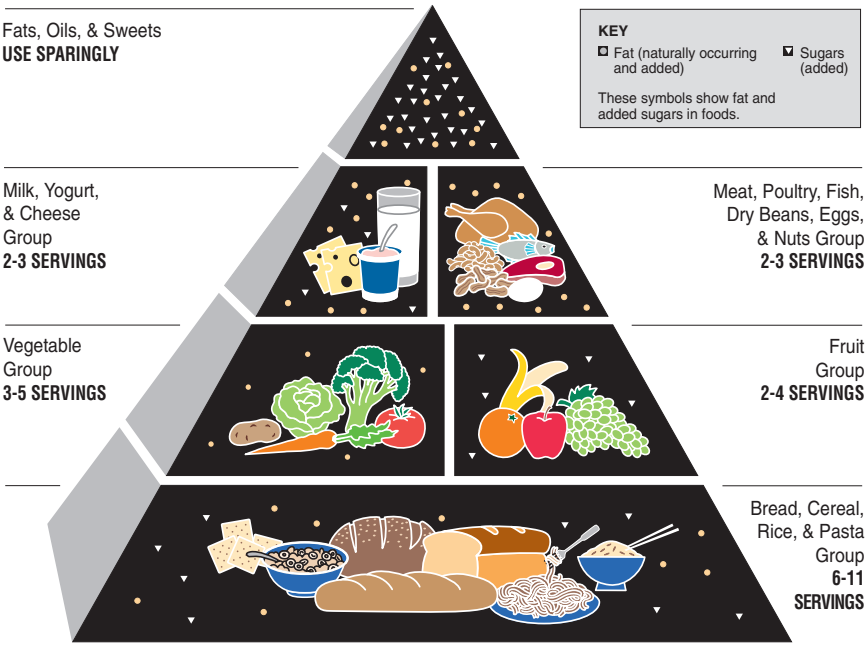 Fats, Oils, & Sweets
USE SPARINGLY
KEY
Fat (naturally occurring
and added)
Sugars
(added)
These symbols show fat and
added sugars in foods.
Milk, Yogurt,
& Cheese
Group
2-3 SERVINGS
Meat, Poultry, Fish,
Dry Beans, Eggs,
& Nuts Group
2-3 SERVINGS
Vegetable
Group
3-5 SERVINGS
Fruit
Group
2-4 SERVINGS
Bread, Cereal,
Rice, & Pasta
Group
6-11
SERVINGS